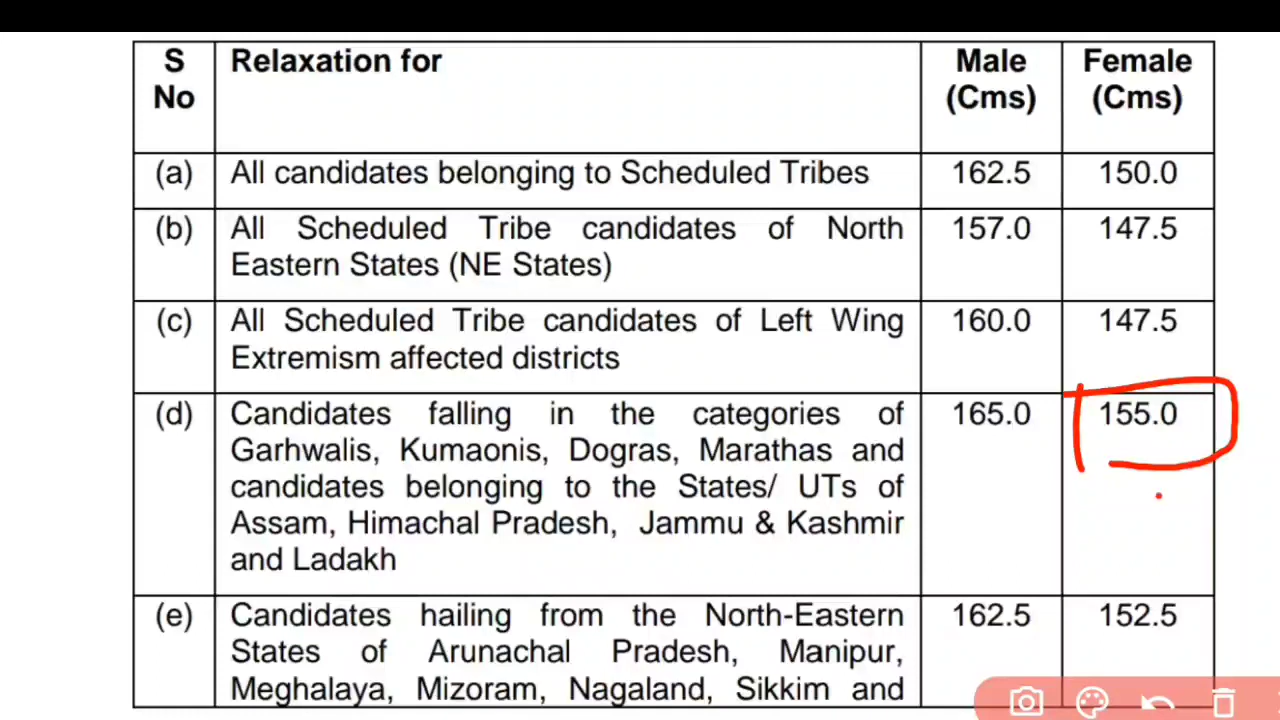 S No Relaxation for Male (Cms) Female (Cms)
(a) All candidates belonging to Scheduled Tribes 162.5 150.0
(b) All Scheduled Tribe candidates of North 157.0 147.5
Eastern States (NE States)
(c) All Scheduled Tribe candidates of Left Wing 160.0 147.5
Extremism affected districts
(d) Candidates falling in the categories of 165.0 155.0
Garhwalis, Kumaonis, Dogras, Marathas and
candidates belonging to the States/ UTs of
Assam, Himachal Pradesh, Jammu & Kashmir
and Ladakh
(e) Candidates hailing from the North-Eastern 162.5 152.5
States of Arunachal Pradesh, Manipur,
Meghalaya, Mizoram, Nagaland, Sikkim and